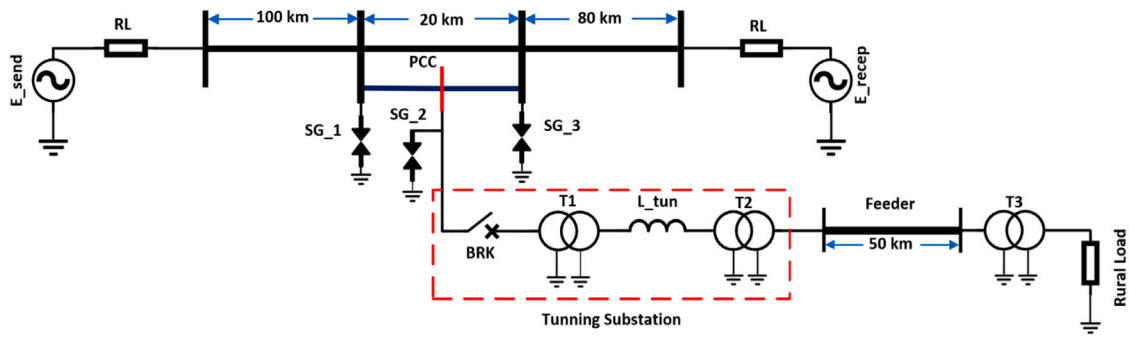 100 km
20 km
80 km
RL
RL
E_send
E_recep
PCC
SG_1
SG_2
SG_3
T1
L_tun
T2
Feeder
T3
BRK
50 km
Rural Load
Tunning Substation